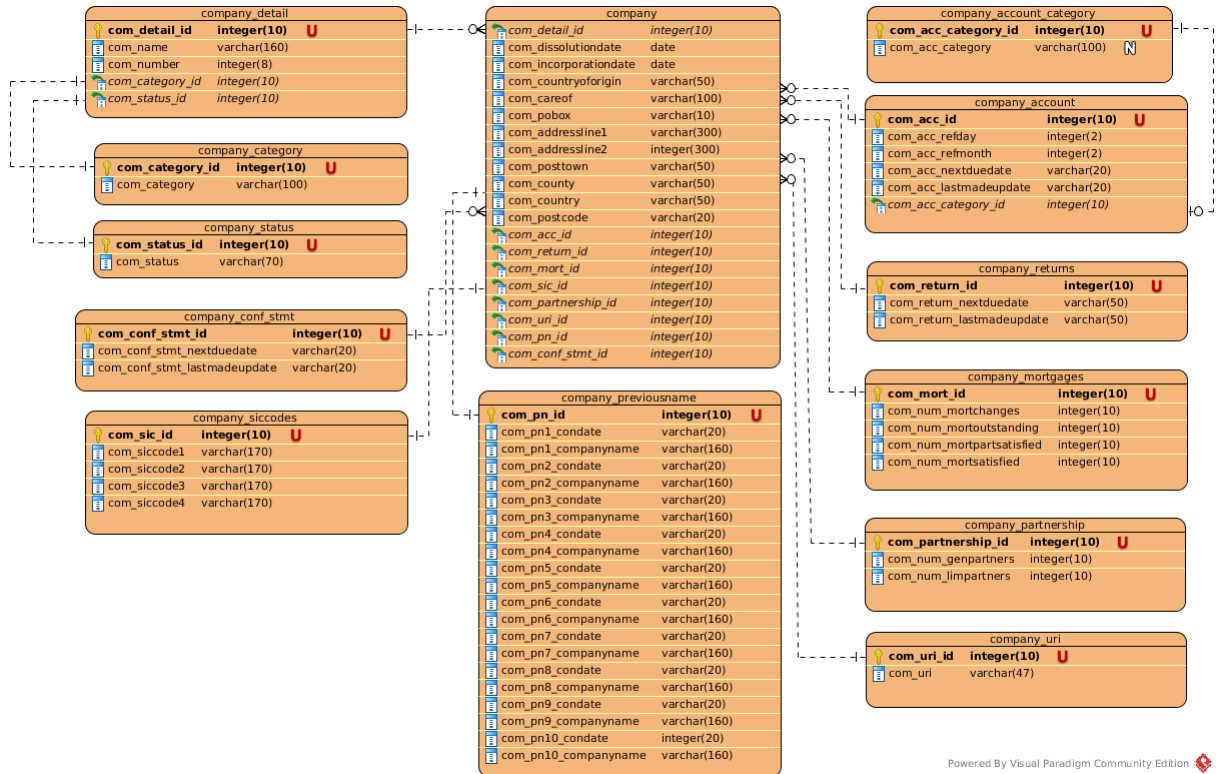 company_detail
com_detail_id integer(10) U
com_name varchar(160)
com_number integer(8)
com_category_id integer(10)
com_status_id integer(10)
company_category
com_category_id integer(10) U
com_category varchar(100)
company_status
com_status_id integer(10) U
com_status varchar(70)
company_conf_stmt
com_conf_stmt_id integer(10) U
com_conf_stmt_nextduedate varchar(20)
com_conf_stmt_lastmadeupdate varchar(20)
company_siccodes
com_sic_id integer(10) U
com_siccode1 varchar(170)
com_siccode2 varchar(170)
com_siccode3 varchar(170)
com_siccode4 varchar(170)
company
com_detail_id integer(10)
com_dissolutiondate date
com_incorporationdate date
com_countryoforigin varchar(50)
com_careof varchar(100)
com_pobox varchar(10)
com_addressline1 varchar(300)
com_addressline2 integer(300)
com_posttown varchar(50)
com_county varchar(50)
com_country varchar(50)
com_postcode varchar(20)
com_acc_id integer(10)
com_return_id integer(10)
com_mort_id integer(10)
com_sic_id integer(10)
com_partnership_id integer(10)
com_uri_id integer(10)
com_pn_id integer(10)
com_conf_stmt_id integer(10)
company_previousname
com_pn_id integer(10) U
com_pn1_condate varchar(20)
com_pn1_companyname varchar(160)
com_pn2_condate varchar(20)
com_pn2_companyname varchar(160)
com_pn3_condate varchar(20)
com_pn3_companyname varchar(160)
com_pn4_condate varchar(20)
com_pn4_companyname varchar(160)
com_pn5_condate varchar(20)
com_pn5_companyname varchar(160)
com_pn6_condate varchar(20)
com_pn6_companyname varchar(160)
com_pn7_condate varchar(20)
com_pn7_companyname varchar(160)
com_pn8_condate varchar(20)
com_pn8_companyname varchar(160)
com_pn9_condate varchar(20)
com_pn9_companyname varchar(160)
com_pn10_condate integer(20)
com_pn10_companyname varchar(160)
company_account_category
com_acc_category_id integer(10) U
com_acc_category varchar(100) N
company_account
com_acc_id integer(10) U
com_acc_refday integer(2)
com_acc_refmonth integer(2)
com_acc_nextduedate varchar(20)
com_acc_lastmadeupdate varchar(20)
com_acc_category_id integer(10)
company_returns
com_return_id integer(10) U
com_return_nextduedate varchar(50)
com_return_lastmadeupdate varchar(50)
company_mortgages
com_mort_id integer(10) U
com_num_mortchanges integer(10)
com_num_mortoutstanding integer(10)
com_num_mortpartsatisfied integer(10)
com_num_mortsatisfied integer(10)
company_partnership
com_partnership_id integer(10) U
com_num_genpartners integer(10)
com_num_limpartners integer(10)
company_uri
com_uri_id integer(10) U
com_uri varchar(47)
Powered By Visual Paradigm Community Edition